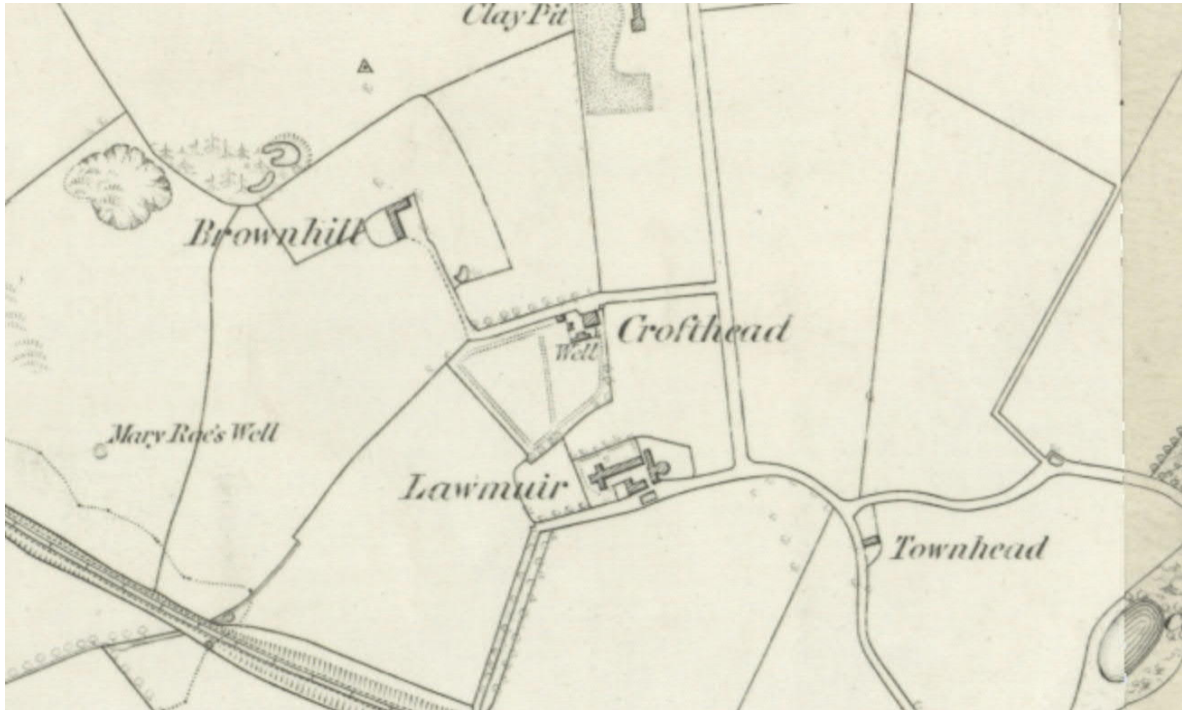 Clay Pit
Brownhill
Crofthead
Well
Mary Rae's Well
Lawmuir
Townhead